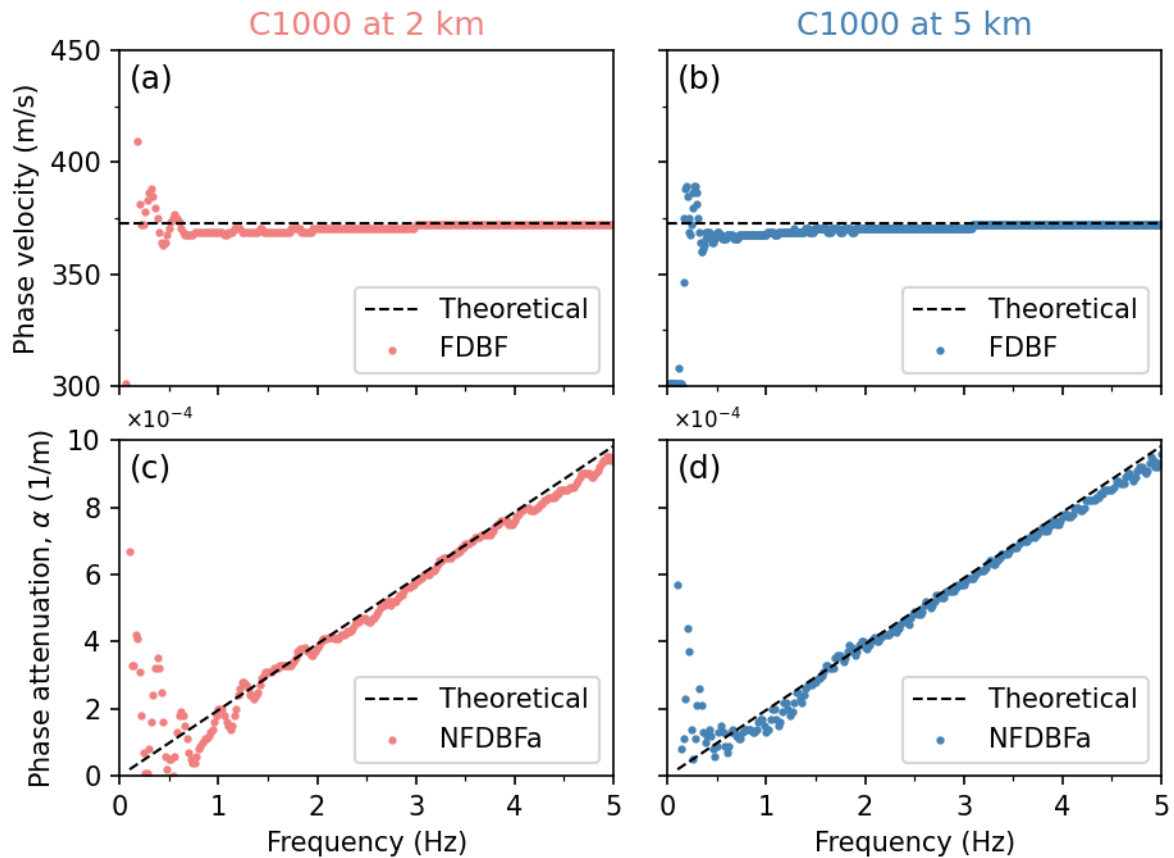 C1000 at 2 km
C1000 at 5 km
Phase velocity (m/s)
450
400
350
300
(a)
Theoretical
FDBF
(b)
Theoretical
FDBF
×10⁻⁴
×10⁻⁴
Phase attenuation, α (1/m)
10
8
6
4
2
0
(c)
Theoretical
NFDBFa
(d)
Theoretical
NFDBFa
0 1 2 3 4 5
0 1 2 3 4 5
Frequency (Hz)
Frequency (Hz)